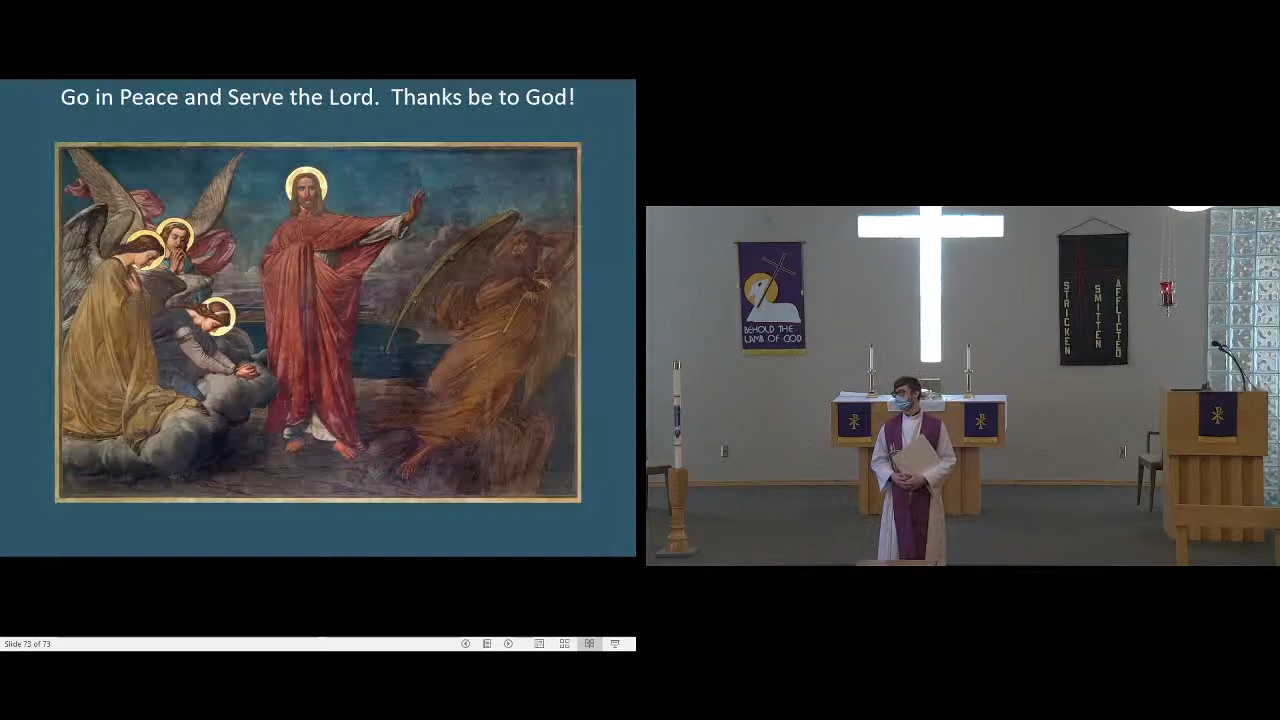 Go in Peace and Serve the Lord.  Thanks be to God!
BEHOLD THE
LAMB OF GOD
STRICKEN
SMITTEN
AFFLICTED
Slide 73 of 73